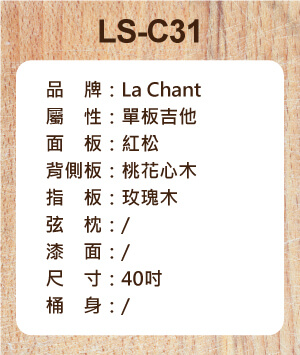 LS-C31
品　牌：La Chant
屬　性：單板吉他
面　板：紅松
背側板：桃花心木
指　板：玫瑰木
弦　枕：/
漆　面：/
尺　寸：40吋
桶　身：/